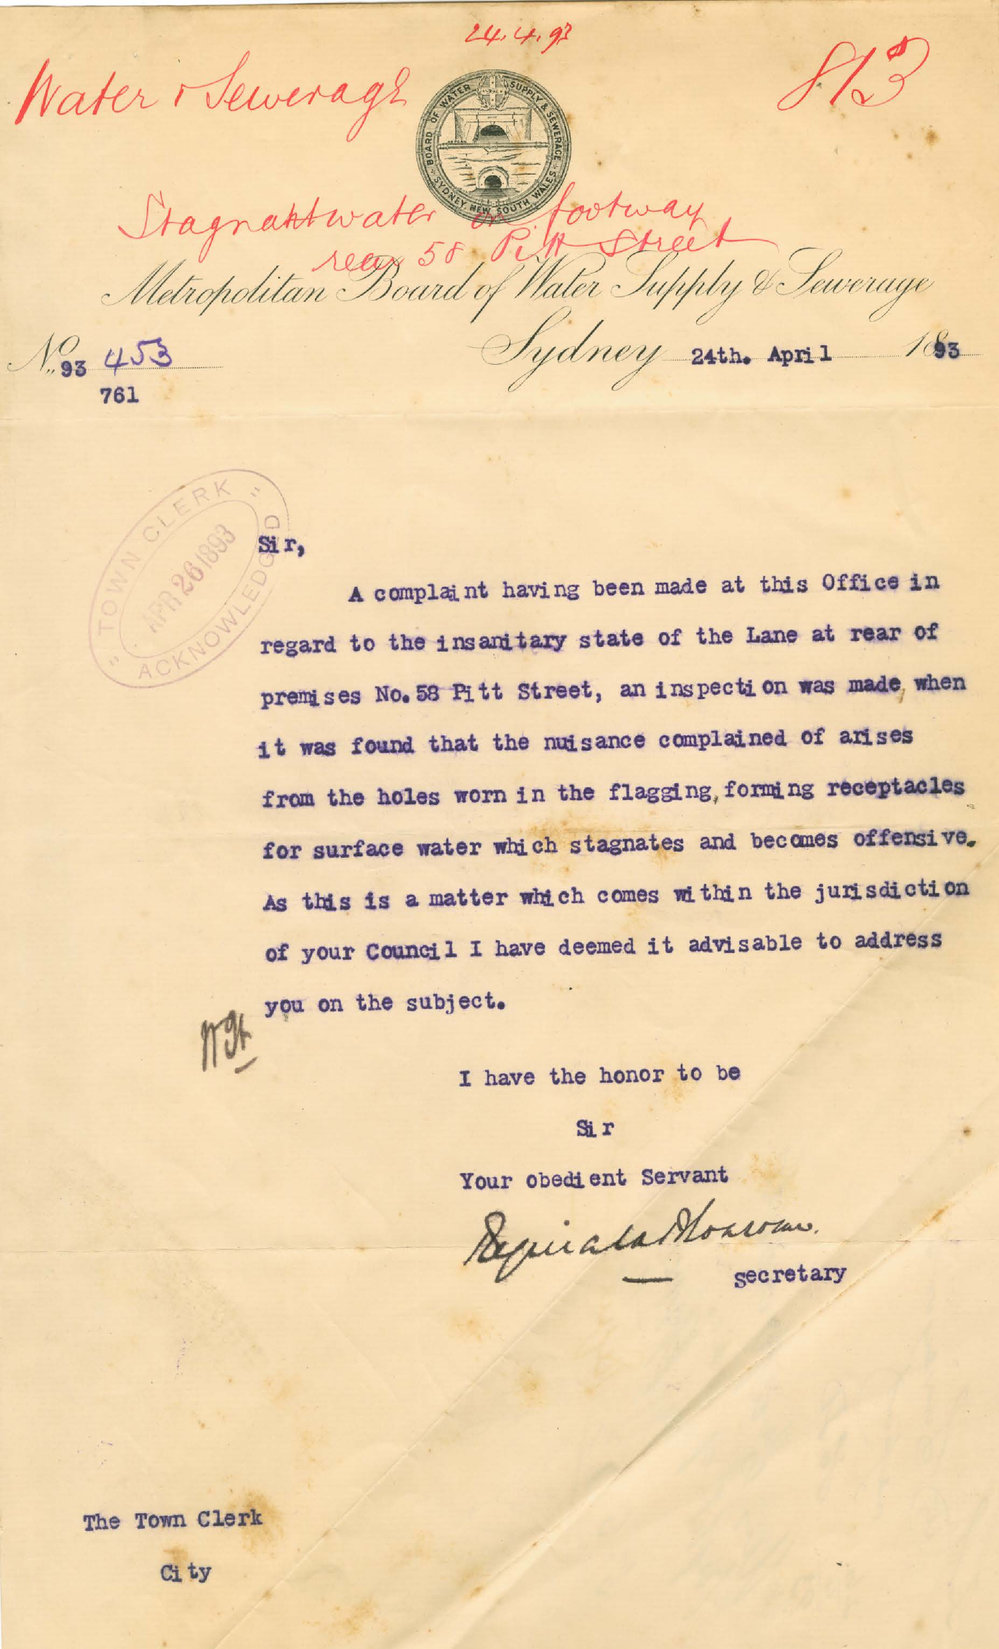 24.4.93
Water & Sewerage
813
BOARD OF WATER SUPPLY & SEWERAGE
SYDNEY, NEW SOUTH WALES
Stagnant water on footway
rear 58 Pitt Street
Metropolitan Board of Water Supply & Sewerage
No. 93 453
761
Sydney 24th. April 1893
"TOWN CLERK"
APR 26 1893
ACKNOWLEDGED
Sir,
A complaint having been made at this Office in
regard to the insanitary state of the Lane at rear of
premises No.58 Pitt Street, an inspection was made, when
it was found that the nuisance complained of arises
from the holes worn in the flagging, forming receptacles
for surface water which stagnates and becomes offensive.
As this is a matter which comes within the jurisdiction
of your Council I have deemed it advisable to address
you on the subject.
I have the honor to be
Sir
Your obedient Servant
Secretary
The Town Clerk
City